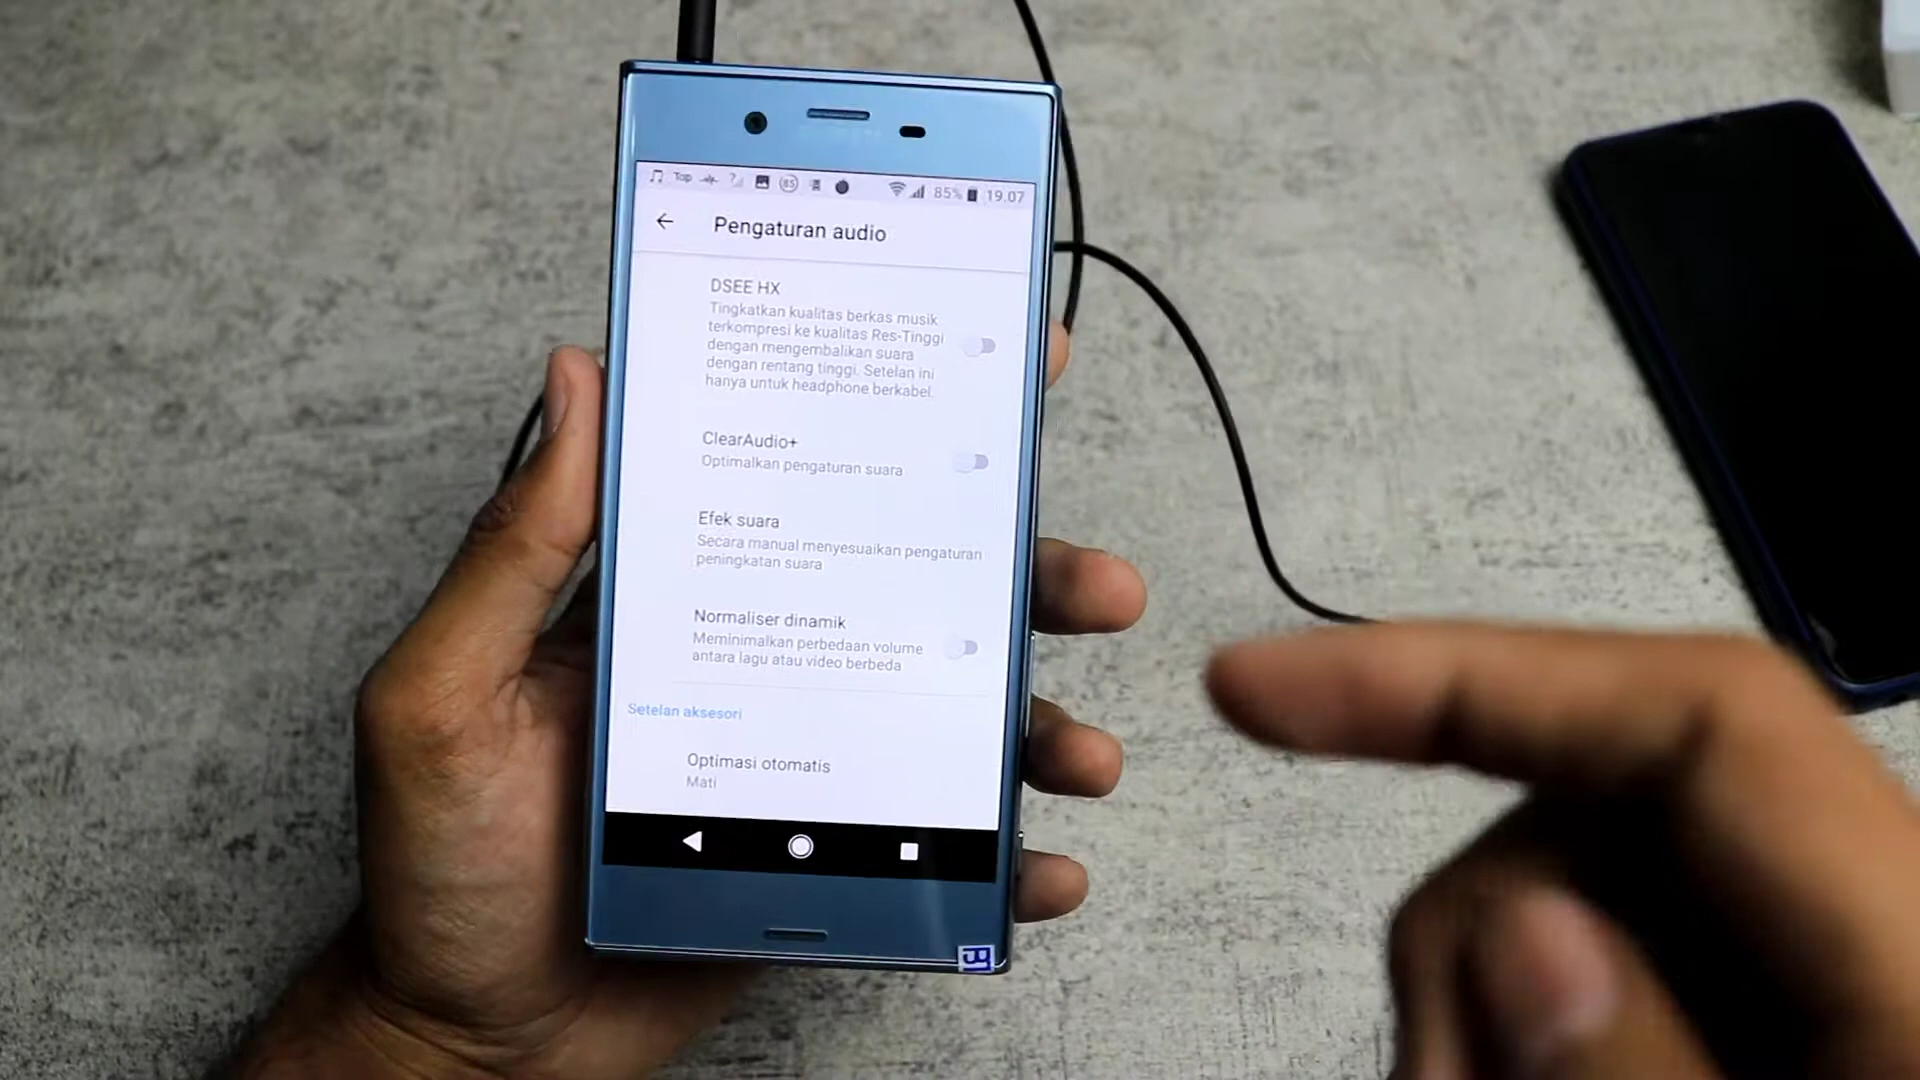 Top 85 85% 19.07
Pengaturan audio
DSEE HX
Tingkatkan kualitas berkas musik
terkompresi ke kualitas Res-Tinggi
dengan mengembalikan suara
dengan rentang tinggi. Setelan ini
hanya untuk headphone berkabel.
ClearAudio+
Optimalkan pengaturan suara
Efek suara
Secara manual menyesuaikan pengaturan
peningkatan suara
Normaliser dinamik
Meminimalkan perbedaan volume
antara lagu atau video berbeda
Setelan aksesori
Optimasi otomatis
Mati